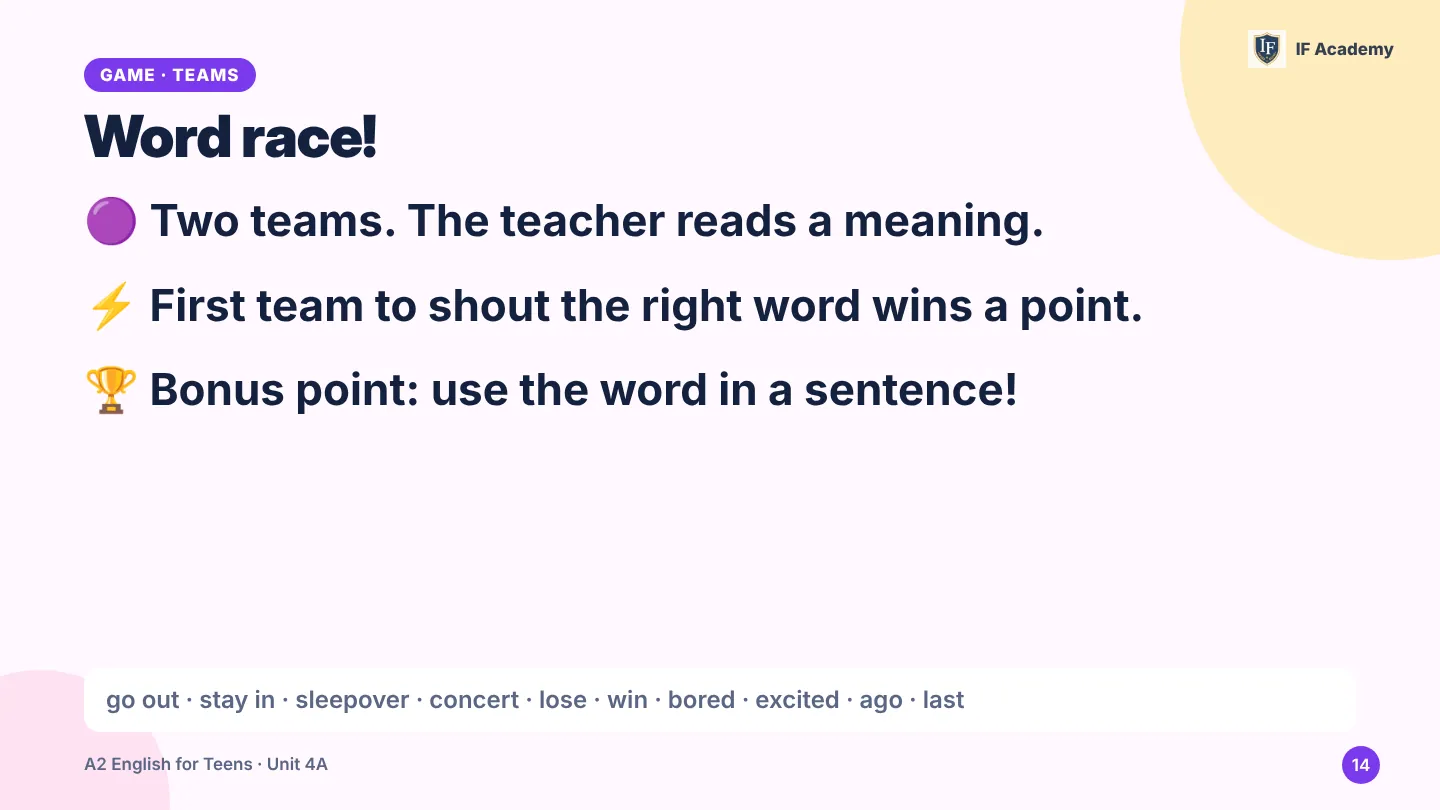 IF IF Academy
GAME · TEAMS
Word race!
🟣 Two teams. The teacher reads a meaning.
⚡ First team to shout the right word wins a point.
🏆 Bonus point: use the word in a sentence!
go out · stay in · sleepover · concert · lose · win · bored · excited · ago · last
A2 English for Teens · Unit 4A
14